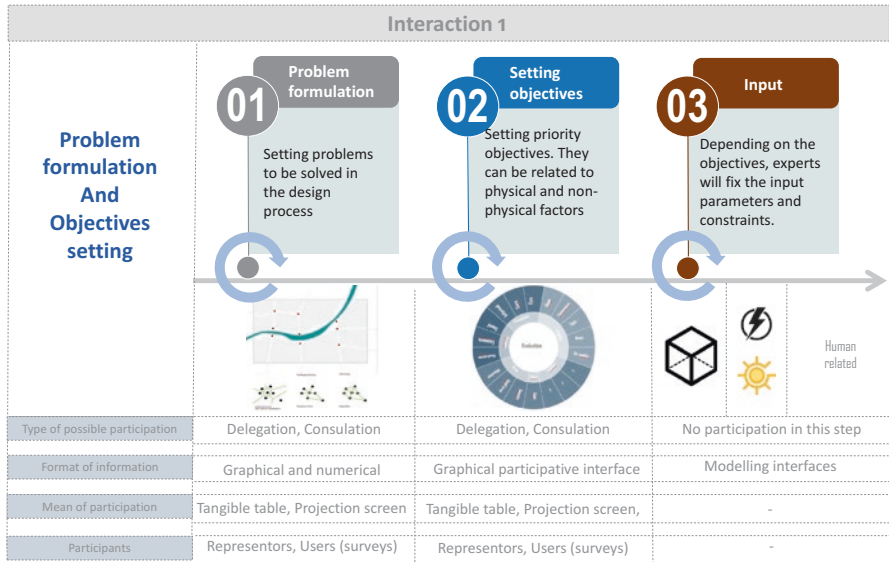 Interaction 1
Problem
formulation
And
Objectives
setting
01
Problem
formulation
Setting problems
to be solved in
the design
process
02
Setting
objectives
Setting priority
objectives. They
can be related to
physical and non-
physical factors
03
Input
Depending on the
objectives, experts
will fix the input
parameters and
constraints.
Human
related
Type of possible participation
Delegation, Consulation
Delegation, Consulation
No participation in this step
Format of information
Graphical and numerical
Graphical participative interface
Modelling interfaces
Mean of participation
Tangible table, Projection screen
Tangible table, Projection screen,
-
Participants
Representors, Users (surveys)
Representors, Users (surveys)
-